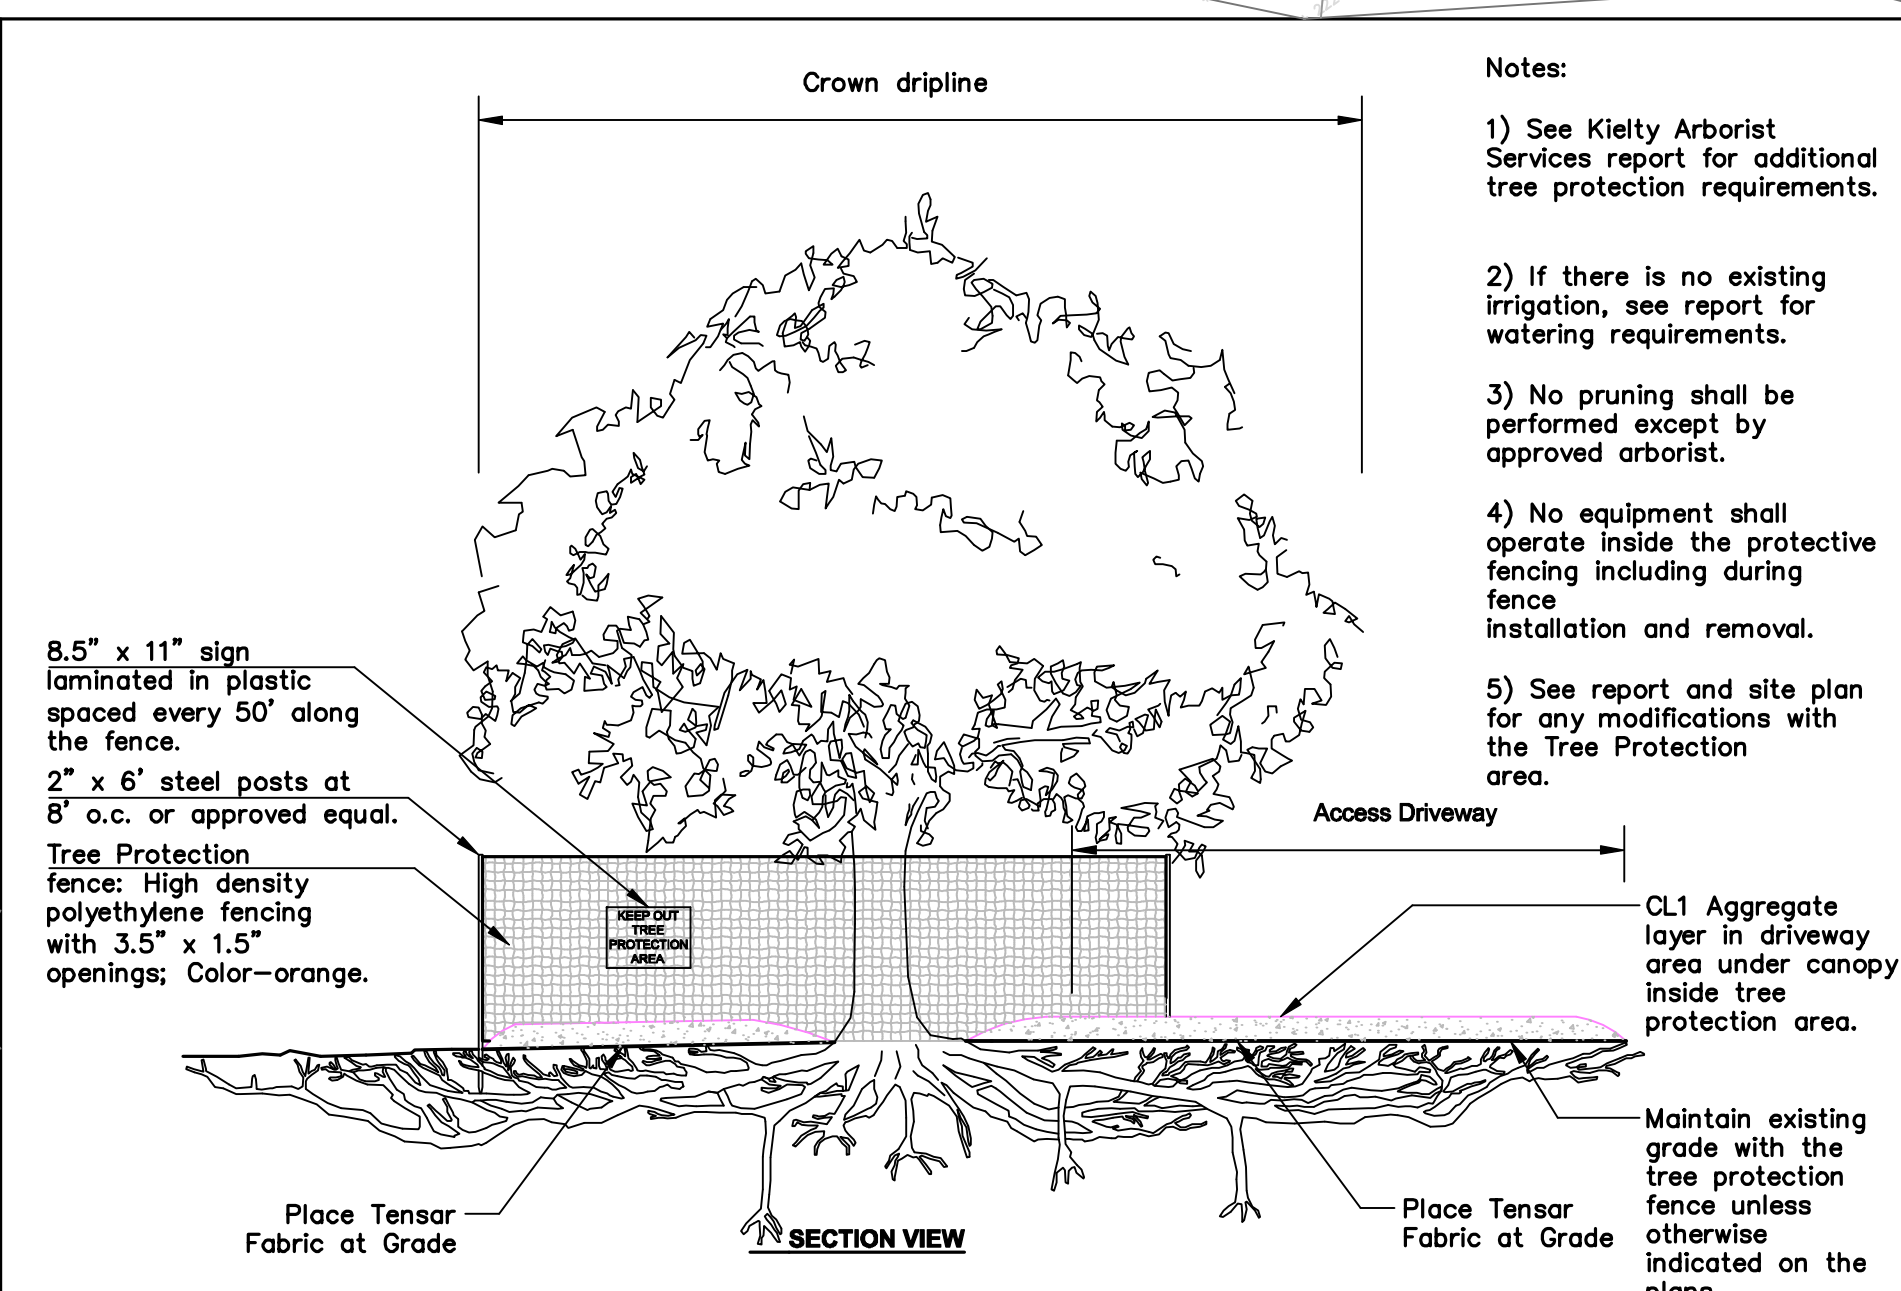 Crown dripline
Notes:
1) See Kielty Arborist
Services report for additional
tree protection requirements.
2) If there is no existing
irrigation, see report for
watering requirements.
3) No pruning shall be
performed except by
approved arborist.
4) No equipment shall
operate inside the protective
fencing including during
fence
installation and removal.
5) See report and site plan
for any modifications with
the Tree Protection
area.
8.5" x 11" sign
laminated in plastic
spaced every 50' along
the fence.
2" x 6' steel posts at
8' o.c. or approved equal.
Tree Protection
fence: High density
polyethylene fencing
with 3.5" x 1.5"
openings; Color-orange.
KEEP OUT
TREE
PROTECTION
AREA
Access Driveway
CL1 Aggregate
layer in driveway
area under canopy
inside tree
protection area.
Maintain existing
grade with the
tree protection
fence unless
otherwise
indicated on the
Place Tensar
Fabric at Grade
SECTION VIEW
Place Tensar
Fabric at Grade